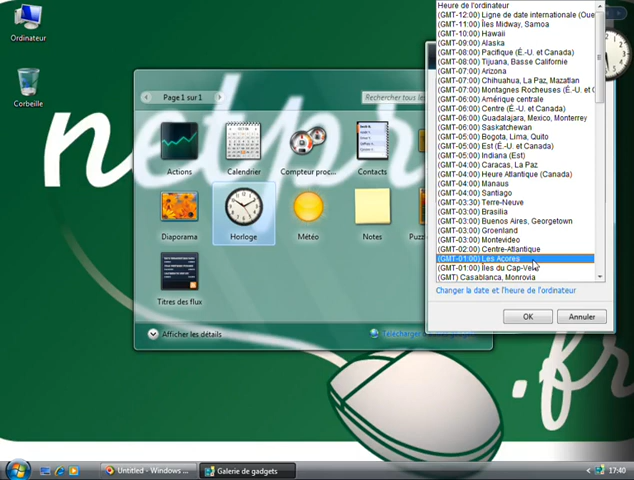 Ordinateur
Corbeille
netpr
.fr
Page 1 sur 1
Rechercher tous les
Actions
Calendrier
Compteur proc...
Contacts
Diaporama
Horloge
Météo
Notes
Titres des flux
Afficher les détails
Heure de l'ordinateur
(GMT-12:00) Ligne de date internationale (Oue
(GMT-11:00) Îles Midway, Samoa
(GMT-10:00) Hawaii
(GMT-09:00) Alaska
(GMT-08:00) Pacifique (É.-U. et Canada)
(GMT-08:00) Tijuana, Basse Californie
(GMT-07:00) Arizona
(GMT-07:00) Chihuahua, La Paz, Mazatlan
(GMT-07:00) Montagnes Rocheuses (É.-U. et C
(GMT-06:00) Amérique centrale
(GMT-06:00) Centre (É.-U. et Canada)
(GMT-06:00) Guadalajara, Mexico, Monterrey
(GMT-06:00) Saskatchewan
(GMT-05:00) Bogota, Lima, Quito
(GMT-05:00) Est (É.-U. et Canada)
(GMT-05:00) Indiana (Est)
(GMT-04:00) Caracas, La Paz
(GMT-04:00) Heure Atlantique (Canada)
(GMT-04:00) Manaus
(GMT-04:00) Santiago
(GMT-03:30) Terre-Neuve
(GMT-03:00) Brasilia
(GMT-03:00) Buenos Aires, Georgetown
(GMT-03:00) Groenland
(GMT-03:00) Montevideo
(GMT-02:00) Centre-Atlantique
(GMT-01:00) Les Açores
(GMT-01:00) Îles du Cap-Vert
(GMT) Casablanca, Monrovia
Changer la date et l'heure de l'ordinateur
OK
Annuler
Untitled - Windows ...
Galerie de gadgets
17:40